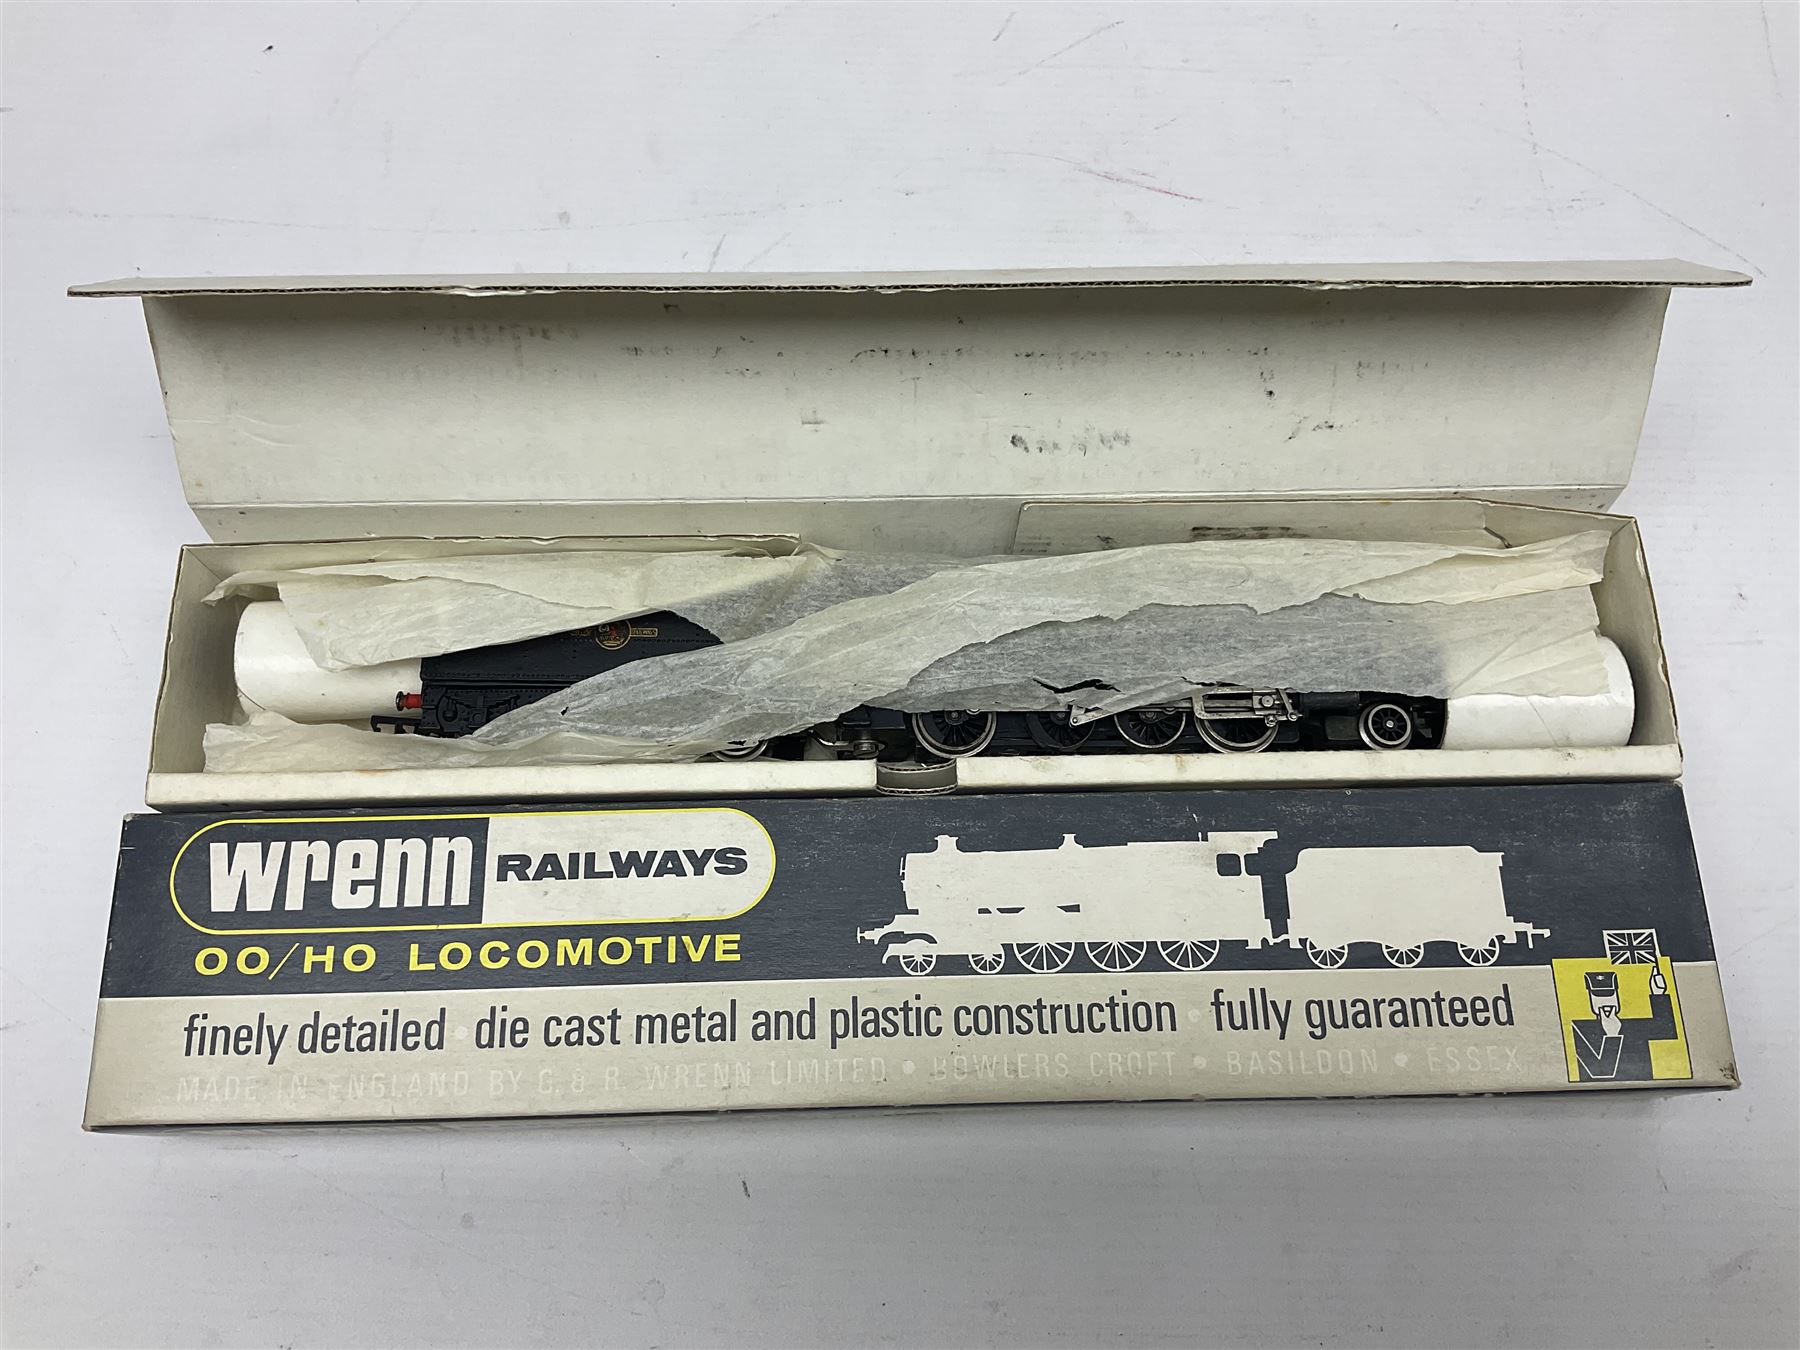 RAILWAYS
wrenn RAILWAYS
OO/HO LOCOMOTIVE
finely detailed • die cast metal and plastic construction • fully guaranteed
MADE IN ENGLAND BY G. & R. WRENN LIMITED • BOWLERS CROFT • BASILDON • ESSEX